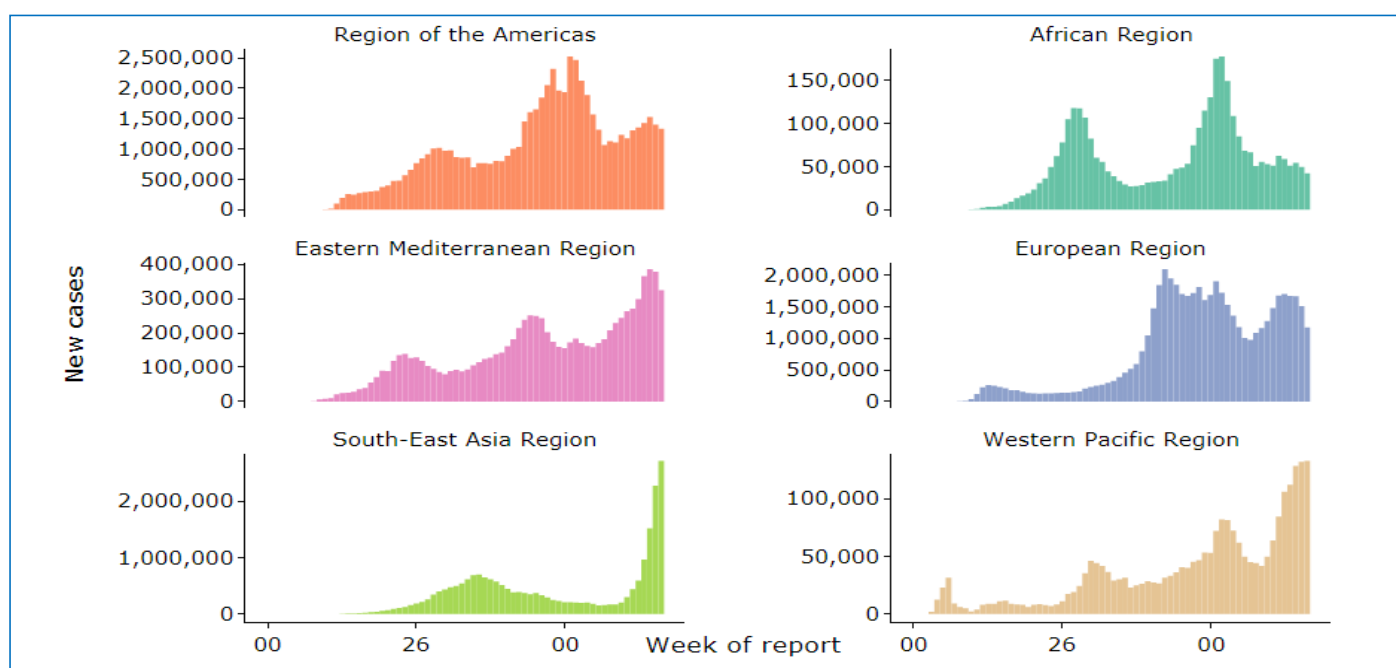 Region of the Americas
2,500,000
2,000,000
1,500,000
1,000,000
500,000
0
African Region
150,000
100,000
50,000
0
New cases
Eastern Mediterranean Region
400,000
300,000
200,000
100,000
0
European Region
2,000,000
1,500,000
1,000,000
500,000
0
South-East Asia Region
2,000,000
1,000,000
0
Western Pacific Region
100,000
50,000
0
00 26 00
Week of report
00 26 00